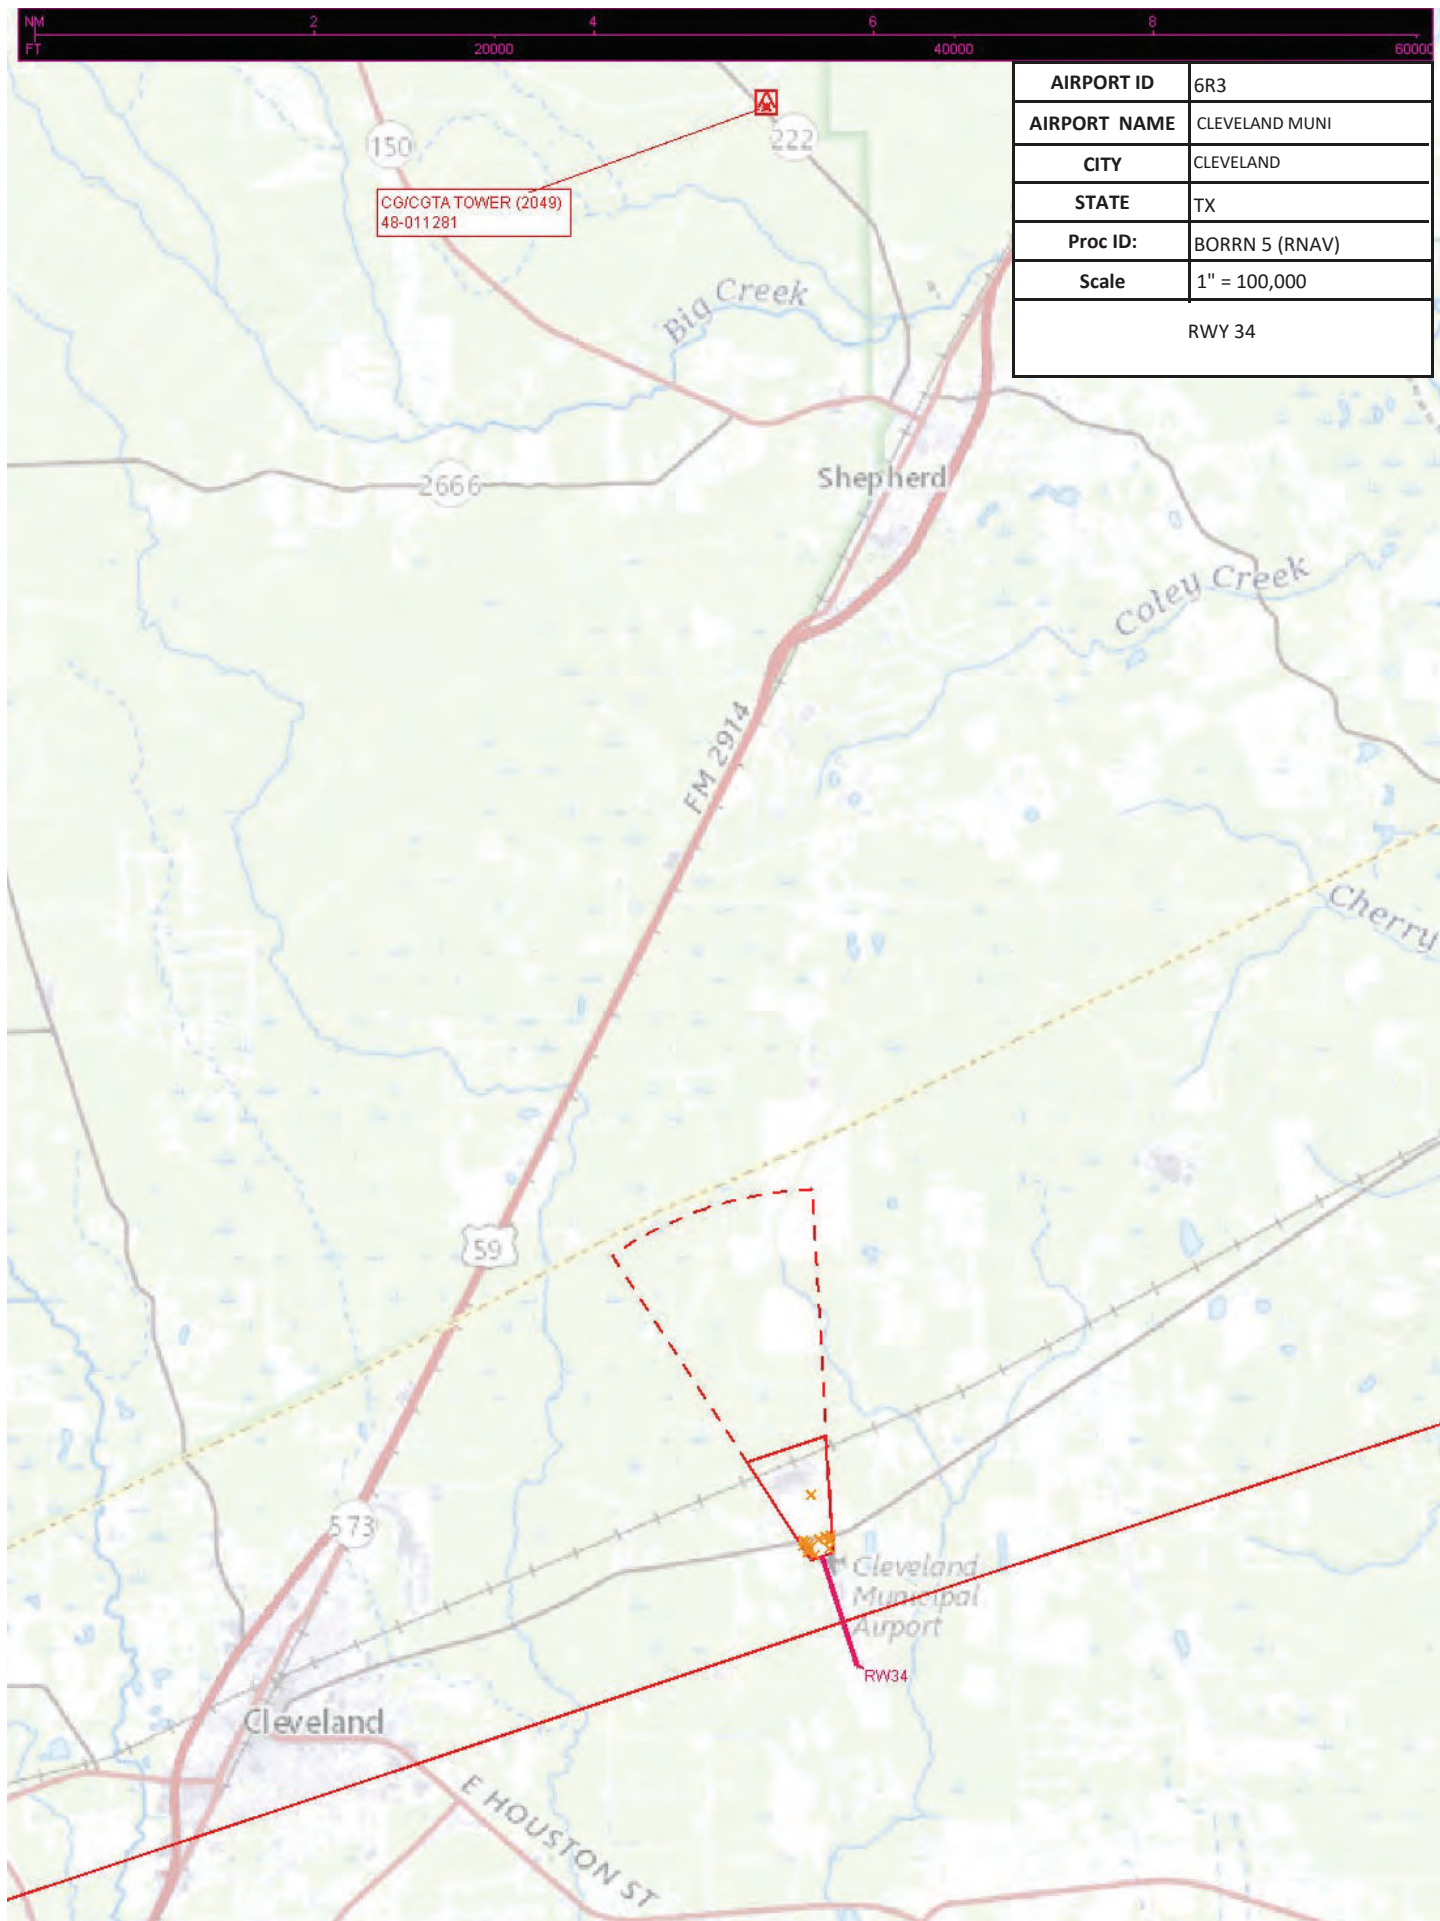 NM 2 4 6 8
FT 20000 40000 60000
AIRPORT ID 6R3
AIRPORT NAME CLEVELAND MUNI
CITY CLEVELAND
STATE TX
Proc ID: BORRN 5 (RNAV)
Scale 1" = 100,000
RWY 34
150
222
CG/CGTA TOWER (2049)
48-011281
Big Creek
2666
Shepherd
Coley Creek
FM 2914
Cherry
59
573
Cleveland
Municipal
Airport
RW34
Cleveland
E HOUSTON ST